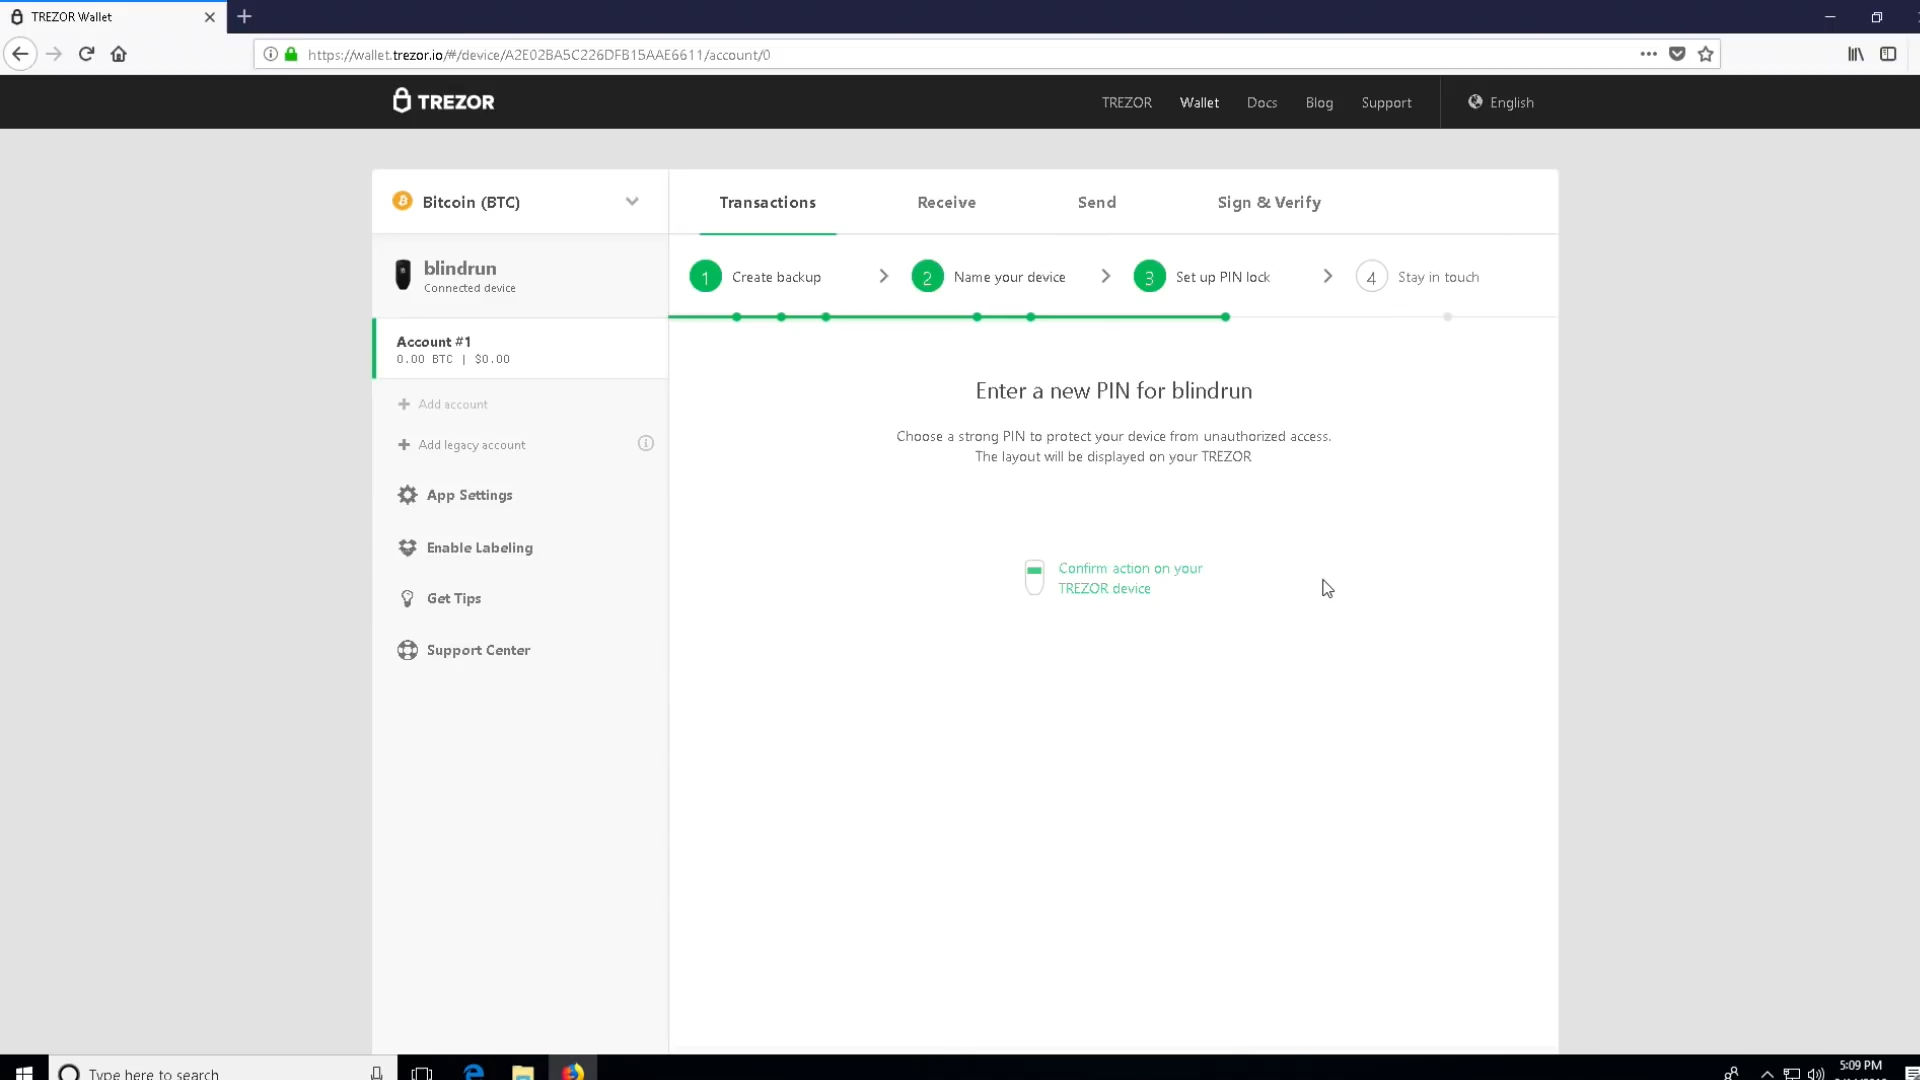 TREZOR Wallet
https://wallet.trezor.io/#/device/A2E02BA5C226DFB15AAE6611/account/0
TREZOR
TREZOR Wallet Docs Blog Support English
Bitcoin (BTC)
Transactions Receive Send Sign & Verify
blindrun
Connected device
1 Create backup 2 Name your device 3 Set up PIN lock 4 Stay in touch
Account #1
0.00 BTC | $0.00
Add account
Add legacy account
App Settings
Enable Labeling
Get Tips
Support Center
Enter a new PIN for blindrun
Choose a strong PIN to protect your device from unauthorized access.
The layout will be displayed on your TREZOR
Confirm action on your
TREZOR device
Type here to search
5:09 PM